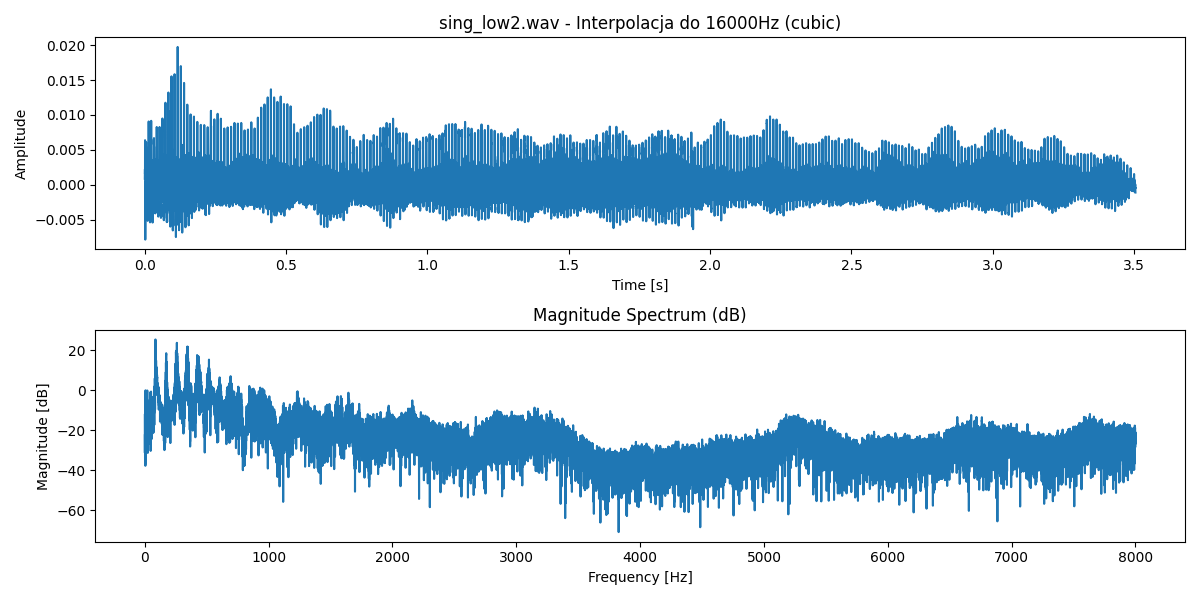 sing_low2.wav - Interpolacja do 16000Hz (cubic)
0.020
0.015
0.010
0.005
0.000
−0.005
Amplitude
0.0 0.5 1.0 1.5 2.0 2.5 3.0 3.5
Time [s]
Magnitude Spectrum (dB)
20
0
−20
−40
−60
Magnitude [dB]
0 1000 2000 3000 4000 5000 6000 7000 8000
Frequency [Hz]